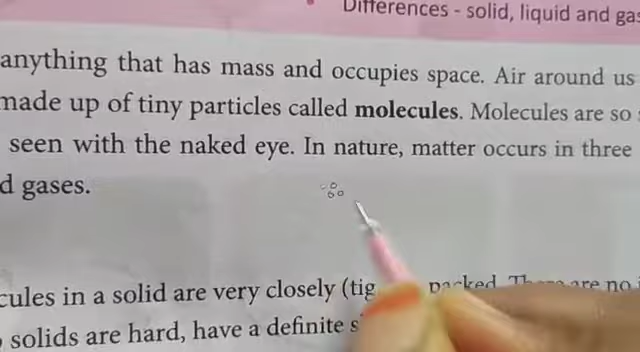 Differences - solid, liquid and gas
anything that has mass and occupies space. Air around us
made up of tiny particles called molecules. Molecules are so
seen with the naked eye. In nature, matter occurs in three
d gases.
cules in a solid are very closely (tig packed. There are no
solids are hard, have a definite s